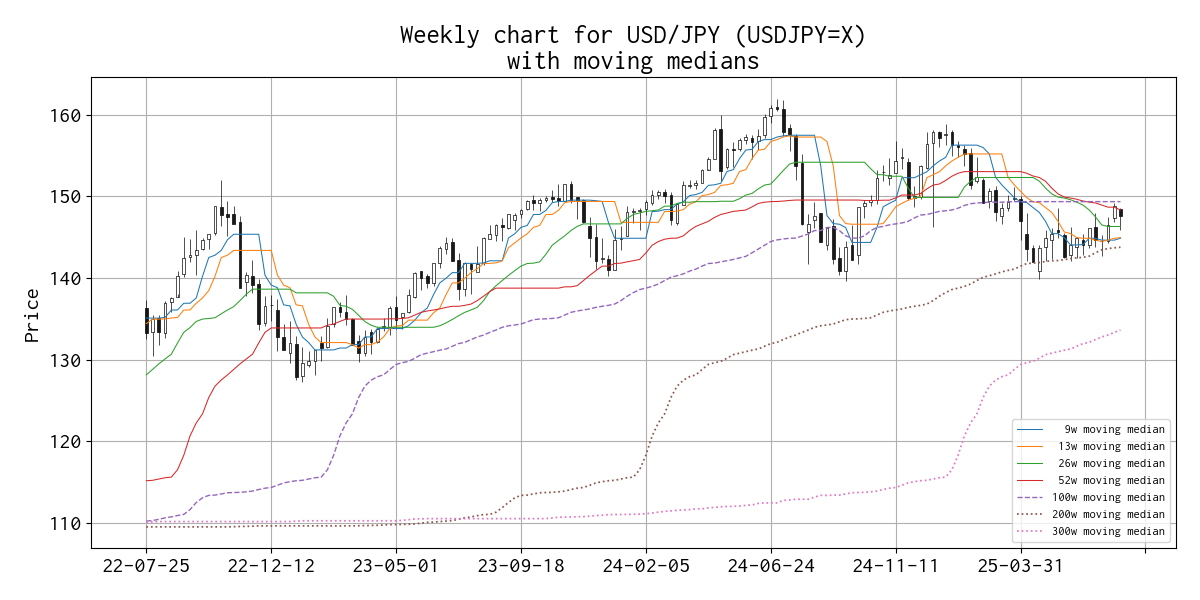 Weekly chart for USD/JPY (USDJPY=X)
with moving medians
Price
160
150
140
130
120
110
22-07-25
22-12-12
23-05-01
23-09-18
24-02-05
24-06-24
24-11-11
25-03-31
9w moving median
13w moving median
26w moving median
52w moving median
100w moving median
200w moving median
300w moving median